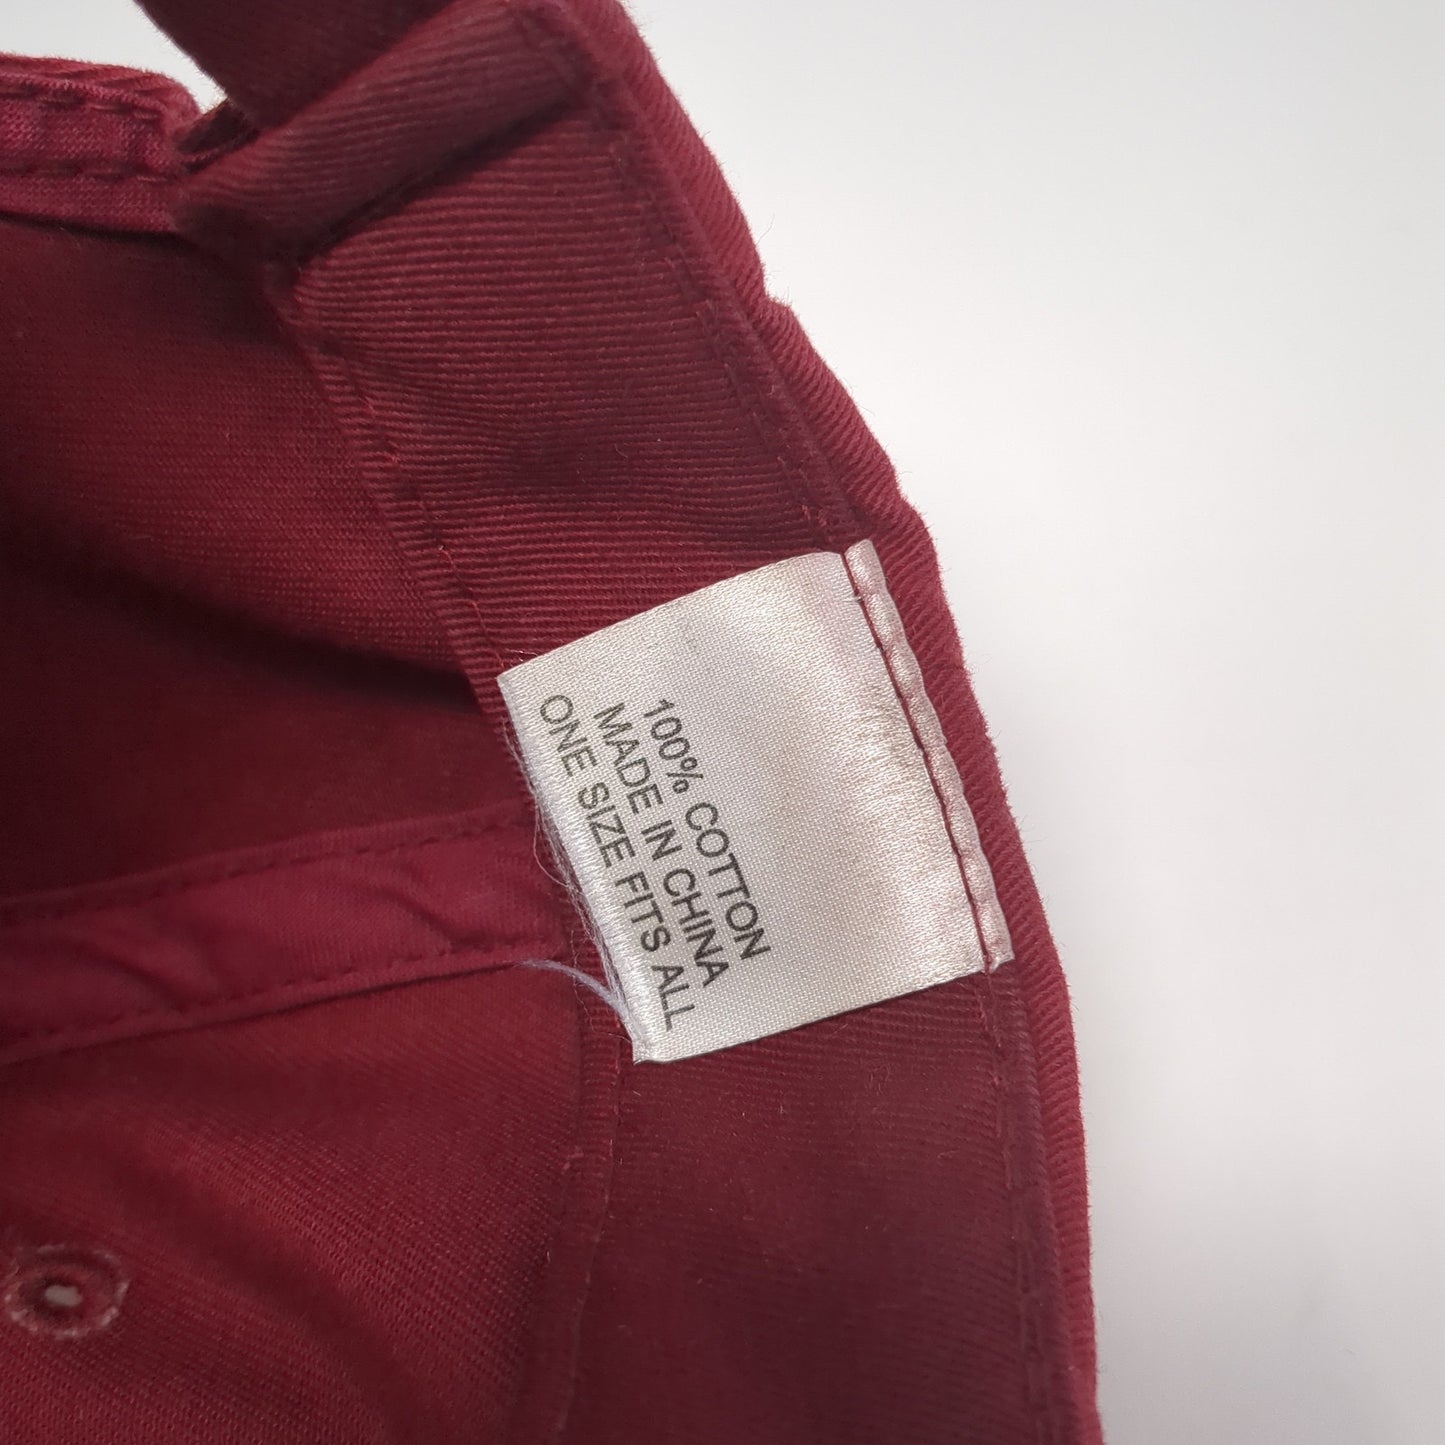 100% COTTON
MADE IN CHINA
ONE SIZE FITS ALL